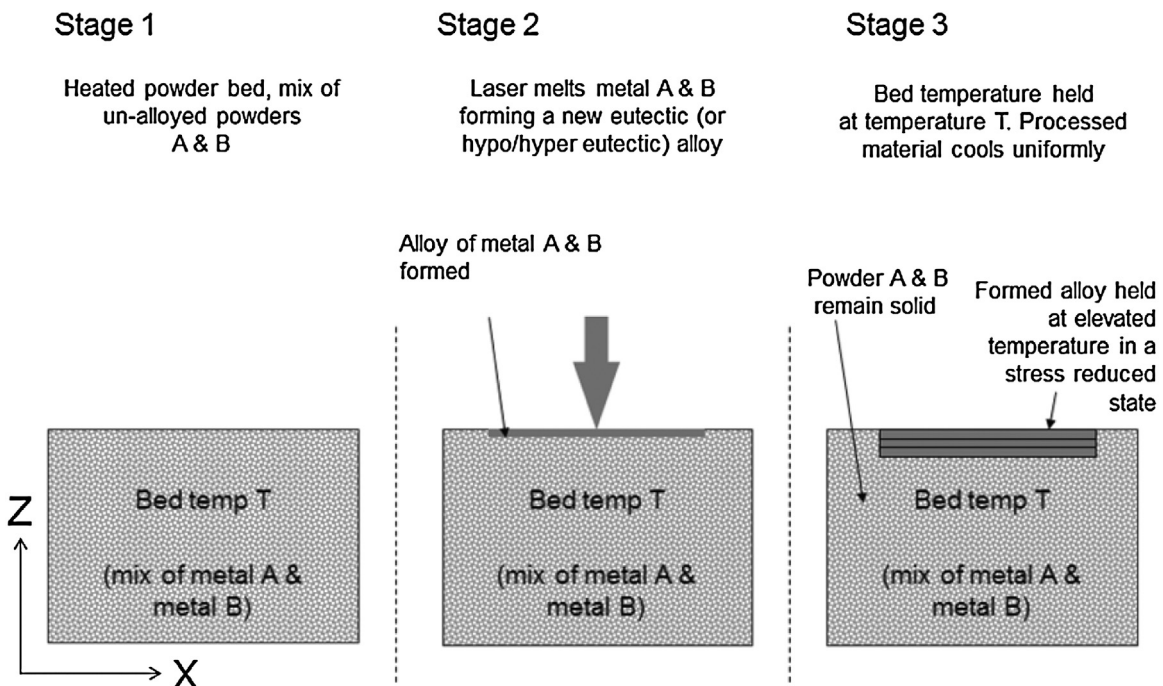 Stage 1
Heated powder bed, mix of
un-alloyed powders
A & B
Bed temp T
(mix of metal A &
metal B)
Z
X
Stage 2
Laser melts metal A & B
forming a new eutectic (or
hypo/hyper eutectic) alloy
Alloy of metal A & B
formed
Bed temp T
(mix of metal A &
metal B)
Stage 3
Bed temperature held
at temperature T. Processed
material cools uniformly
Powder A & B
remain solid
Formed alloy held
at elevated
temperature in a
stress reduced
state
Bed temp T
(mix of metal A &
metal B)